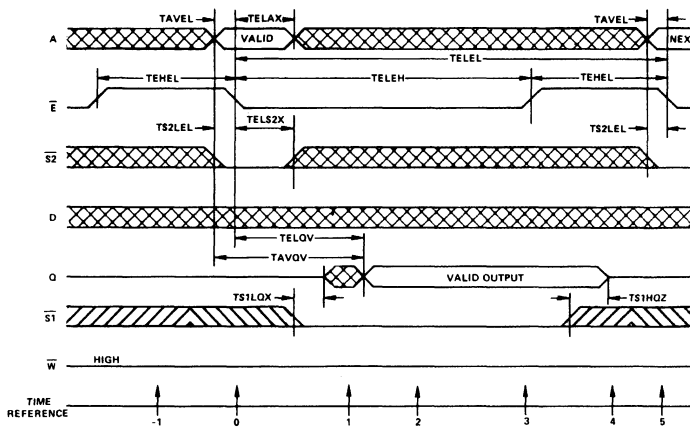 TAVEL TELAX TAVEL
A VALID NEX
TELEL
TEHEL TELEH TEHEL
E
TS2LEL TELS2X TS2LEL
S2
D
TELQV
TAVQV
Q VALID OUTPUT
TS1LQX TS1HQZ
S1
W HIGH
TIME
REFERENCE
-1 0 1 2 3 4 5